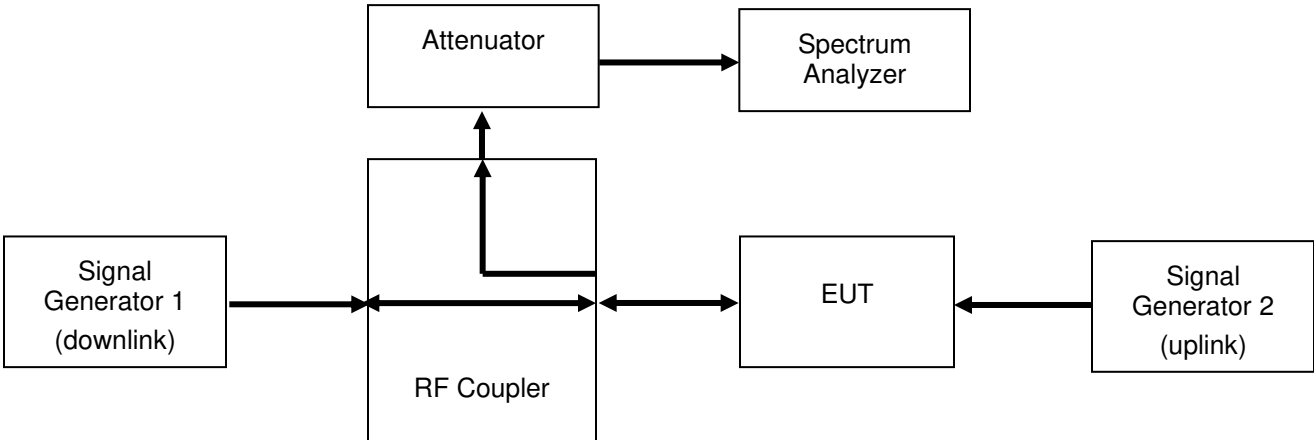 Attenuator
Spectrum
Analyzer
Signal
Generator 1
(downlink)
EUT
Signal
Generator 2
(uplink)
RF Coupler